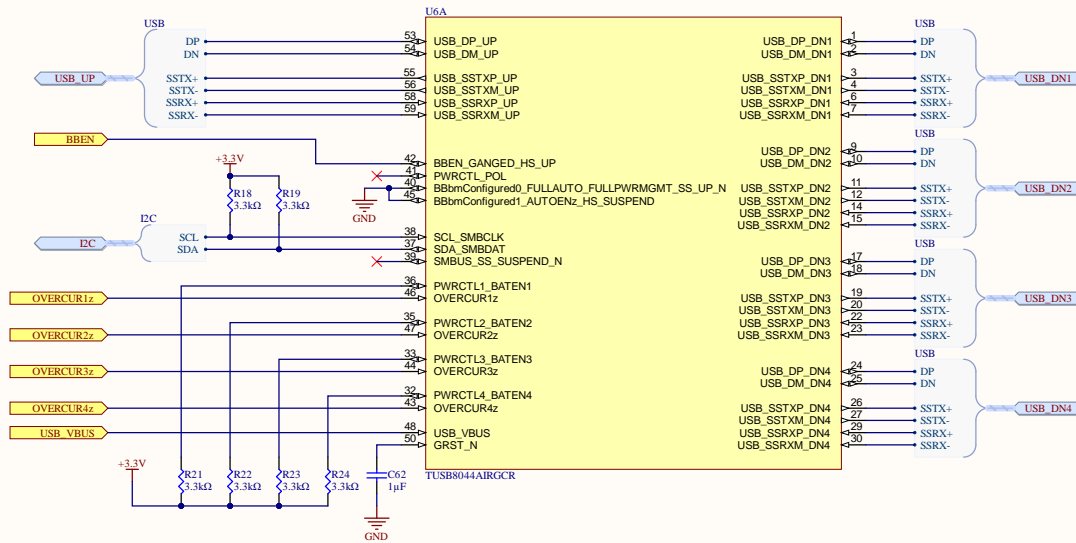 U6A
USB
DP
DN
SSTX+
SSTX-
SSRX+
SSRX-
USB_UP
BBEN
+3.3V
R18
3.3kΩ
R19
3.3kΩ
I2C
SCL
SDA
I2C
GND
OVERCUR1z
OVERCUR2z
OVERCUR3z
OVERCUR4z
USB_VBUS
+3.3V
R21
3.3kΩ
R22
3.3kΩ
R23
3.3kΩ
R24
3.3kΩ
C62
1µF
GND
53 USB_DP_UP
54 USB_DM_UP
55 USB_SSTXP_UP
56 USB_SSTXM_UP
58 USB_SSRXP_UP
59 USB_SSRXM_UP
42 BBEN_GANGED_HS_UP
41 PWRCTL_POL
40 BBbmConfigured0_FULLAUTO_FULLPWRMGMT_SS_UP_N
45 BBbmConfigured1_AUTOENz_HS_SUSPEND
38 SCL_SMBCLK
37 SDA_SMBDAT
39 SMBUS_SS_SUSPEND_N
36 PWRCTL1_BATEN1
46 OVERCUR1z
35 PWRCTL2_BATEN2
47 OVERCUR2z
33 PWRCTL3_BATEN3
44 OVERCUR3z
32 PWRCTL4_BATEN4
43 OVERCUR4z
48 USB_VBUS
50 GRST_N
TUSB8044AIRGCR
USB_DP_DN1 1
USB_DM_DN1 2
USB_SSTXP_DN1 3
USB_SSTXM_DN1 4
USB_SSRXP_DN1 6
USB_SSRXM_DN1 7
USB_DP_DN2 9
USB_DM_DN2 10
USB_SSTXP_DN2 11
USB_SSTXM_DN2 12
USB_SSRXP_DN2 14
USB_SSRXM_DN2 15
USB_DP_DN3 17
USB_DM_DN3 18
USB_SSTXP_DN3 19
USB_SSTXM_DN3 20
USB_SSRXP_DN3 22
USB_SSRXM_DN3 23
USB_DP_DN4 24
USB_DM_DN4 25
USB_SSTXP_DN4 26
USB_SSTXM_DN4 27
USB_SSRXP_DN4 29
USB_SSRXM_DN4 30
USB
DP
DN
SSTX+
SSTX-
SSRX+
SSRX-
USB_DN1
USB
DP
DN
SSTX+
SSTX-
SSRX+
SSRX-
USB_DN2
USB
DP
DN
SSTX+
SSTX-
SSRX+
SSRX-
USB_DN3
USB
DP
DN
SSTX+
SSTX-
SSRX+
SSRX-
USB_DN4